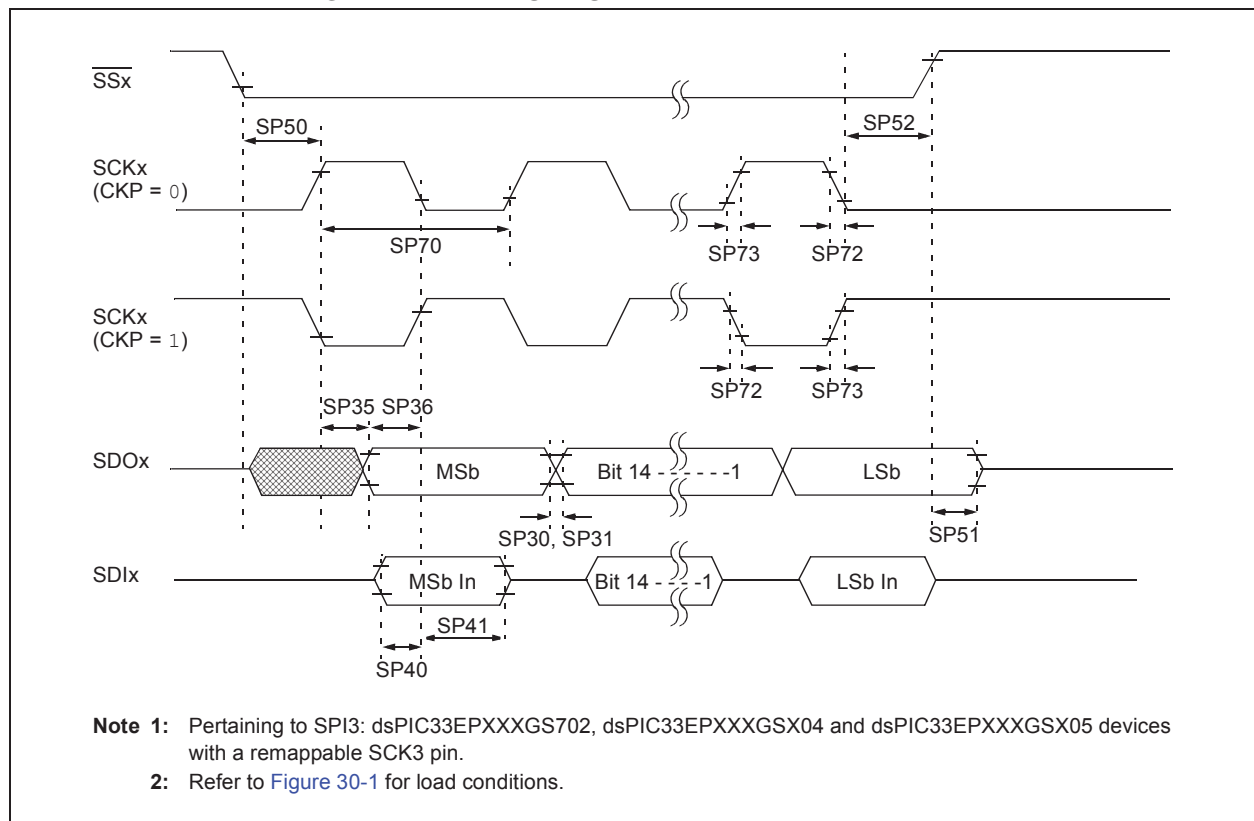 SSx
SP50
SP52
SCKx
(CKP = 0)
SP70
SP73
SP72
SCKx
(CKP = 1)
SP72
SP73
SP35
SP36
SDOx
MSb
Bit 14 - - - - - -1
LSb
SP30, SP31
SP51
SDIx
MSb In
Bit 14 - - - -1
LSb In
SP41
SP40
Note 1: Pertaining to SPI3: dsPIC33EPXXXGS702, dsPIC33EPXXXGSX04 and dsPIC33EPXXXGSX05 devices
with a remappable SCK3 pin.
2: Refer to Figure 30-1 for load conditions.